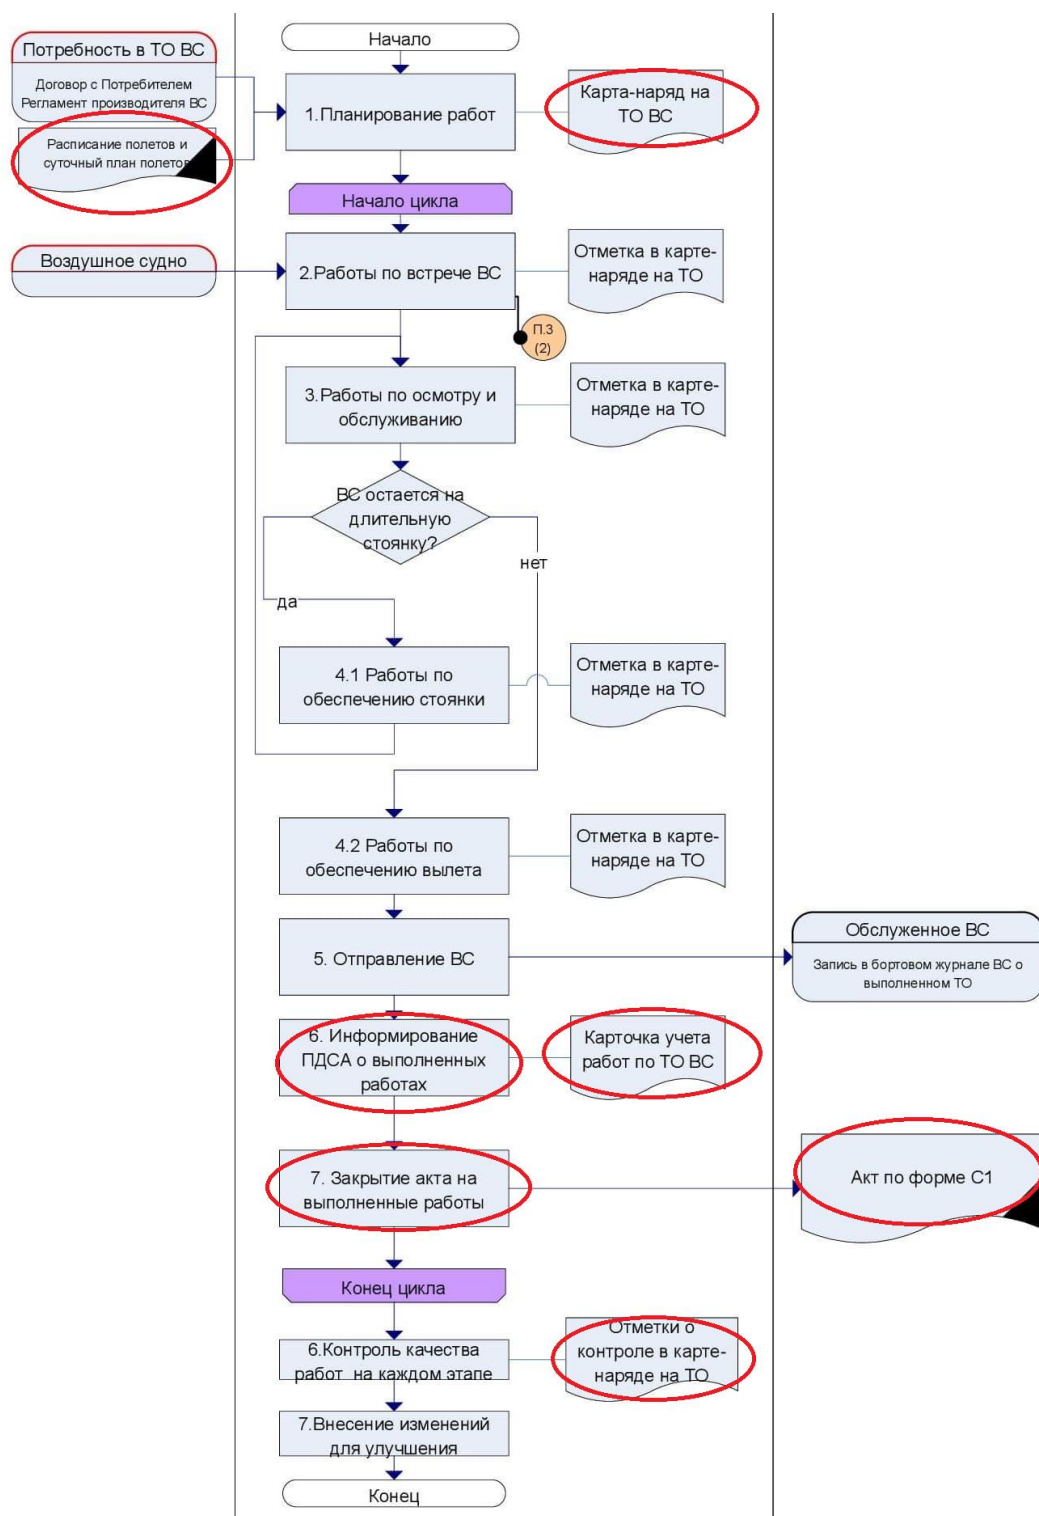 Начало
Потребность в ТО ВС
Договор с Потребителем
Регламент производителя ВС
Расписание полетов и
суточный план полетов
1.Планирование работ
Карта-наряд на
ТО ВС
Начало цикла
Воздушное судно
2.Работы по встрече ВС
Отметка в карте-
наряде на ТО
П.3
(2)
3.Работы по осмотру и
обслуживанию
Отметка в карте-
наряде на ТО
ВС остается на
длительную
стоянку?
нет
да
4.1 Работы по
обеспечению стоянки
Отметка в карте-
наряде на ТО
4.2 Работы по
обеспечению вылета
Отметка в карте-
наряде на ТО
5. Отправление ВС
Обслуженное ВС
Запись в бортовом журнале ВС о
выполненном ТО
6. Информирование
ПДСА о выполненных
работах
Карточка учета
работ по ТО ВС
7. Закрытие акта на
выполненные работы
Акт по форме С1
Конец цикла
6.Контроль качества
работ на каждом этапе
Отметки о
контроле в карте-
наряде на ТО
7.Внесение изменений
для улучшения
Конец